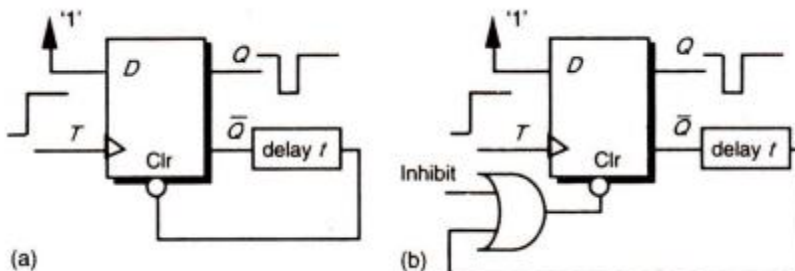 '1'
D
Q
T
Q̅
Clr
delay t
(a)
'1'
D
Q
T
Q̅
Clr
delay t
Inhibit
(b)